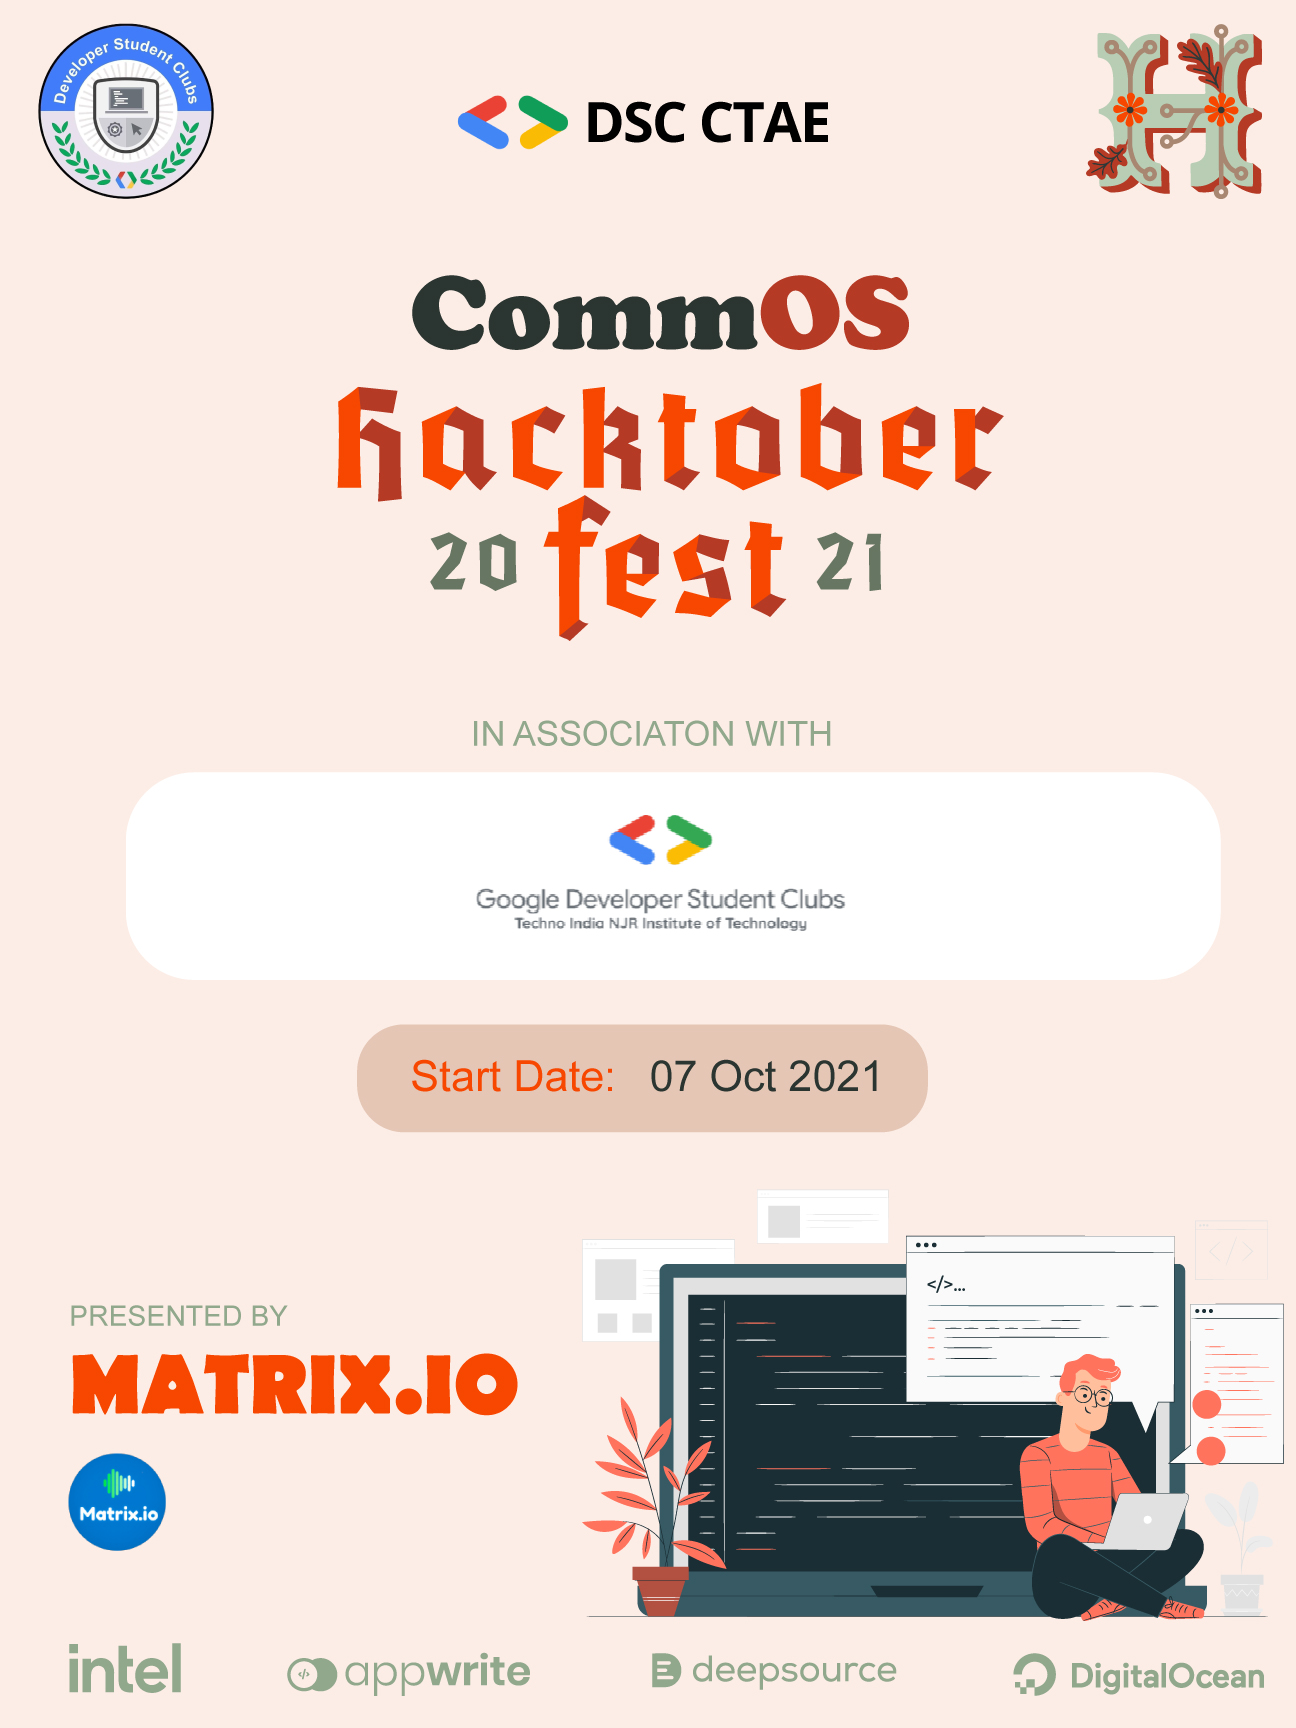 Developer Student Clubs
DSC CTAE
CommOS
hacktober
20 fest 21
IN ASSOCIATON WITH
Google Developer Student Clubs
Techno India NJR Institute of Technology
Start Date: 07 Oct 2021
</>...
PRESENTED BY
MATRIX.IO
Matrix.io
intel
appwrite
deepsource
DigitalOcean